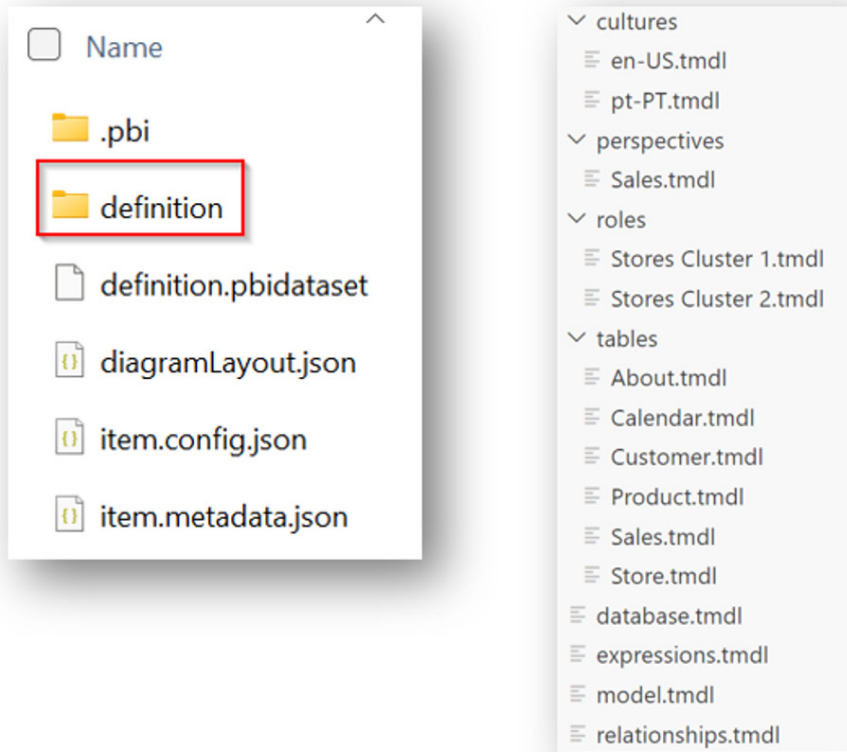 Name
.pbi
definition
definition.pbidataset
diagramLayout.json
item.config.json
item.metadata.json
cultures
en-US.tmdl
pt-PT.tmdl
perspectives
Sales.tmdl
roles
Stores Cluster 1.tmdl
Stores Cluster 2.tmdl
tables
About.tmdl
Calendar.tmdl
Customer.tmdl
Product.tmdl
Sales.tmdl
Store.tmdl
database.tmdl
expressions.tmdl
model.tmdl
relationships.tmdl